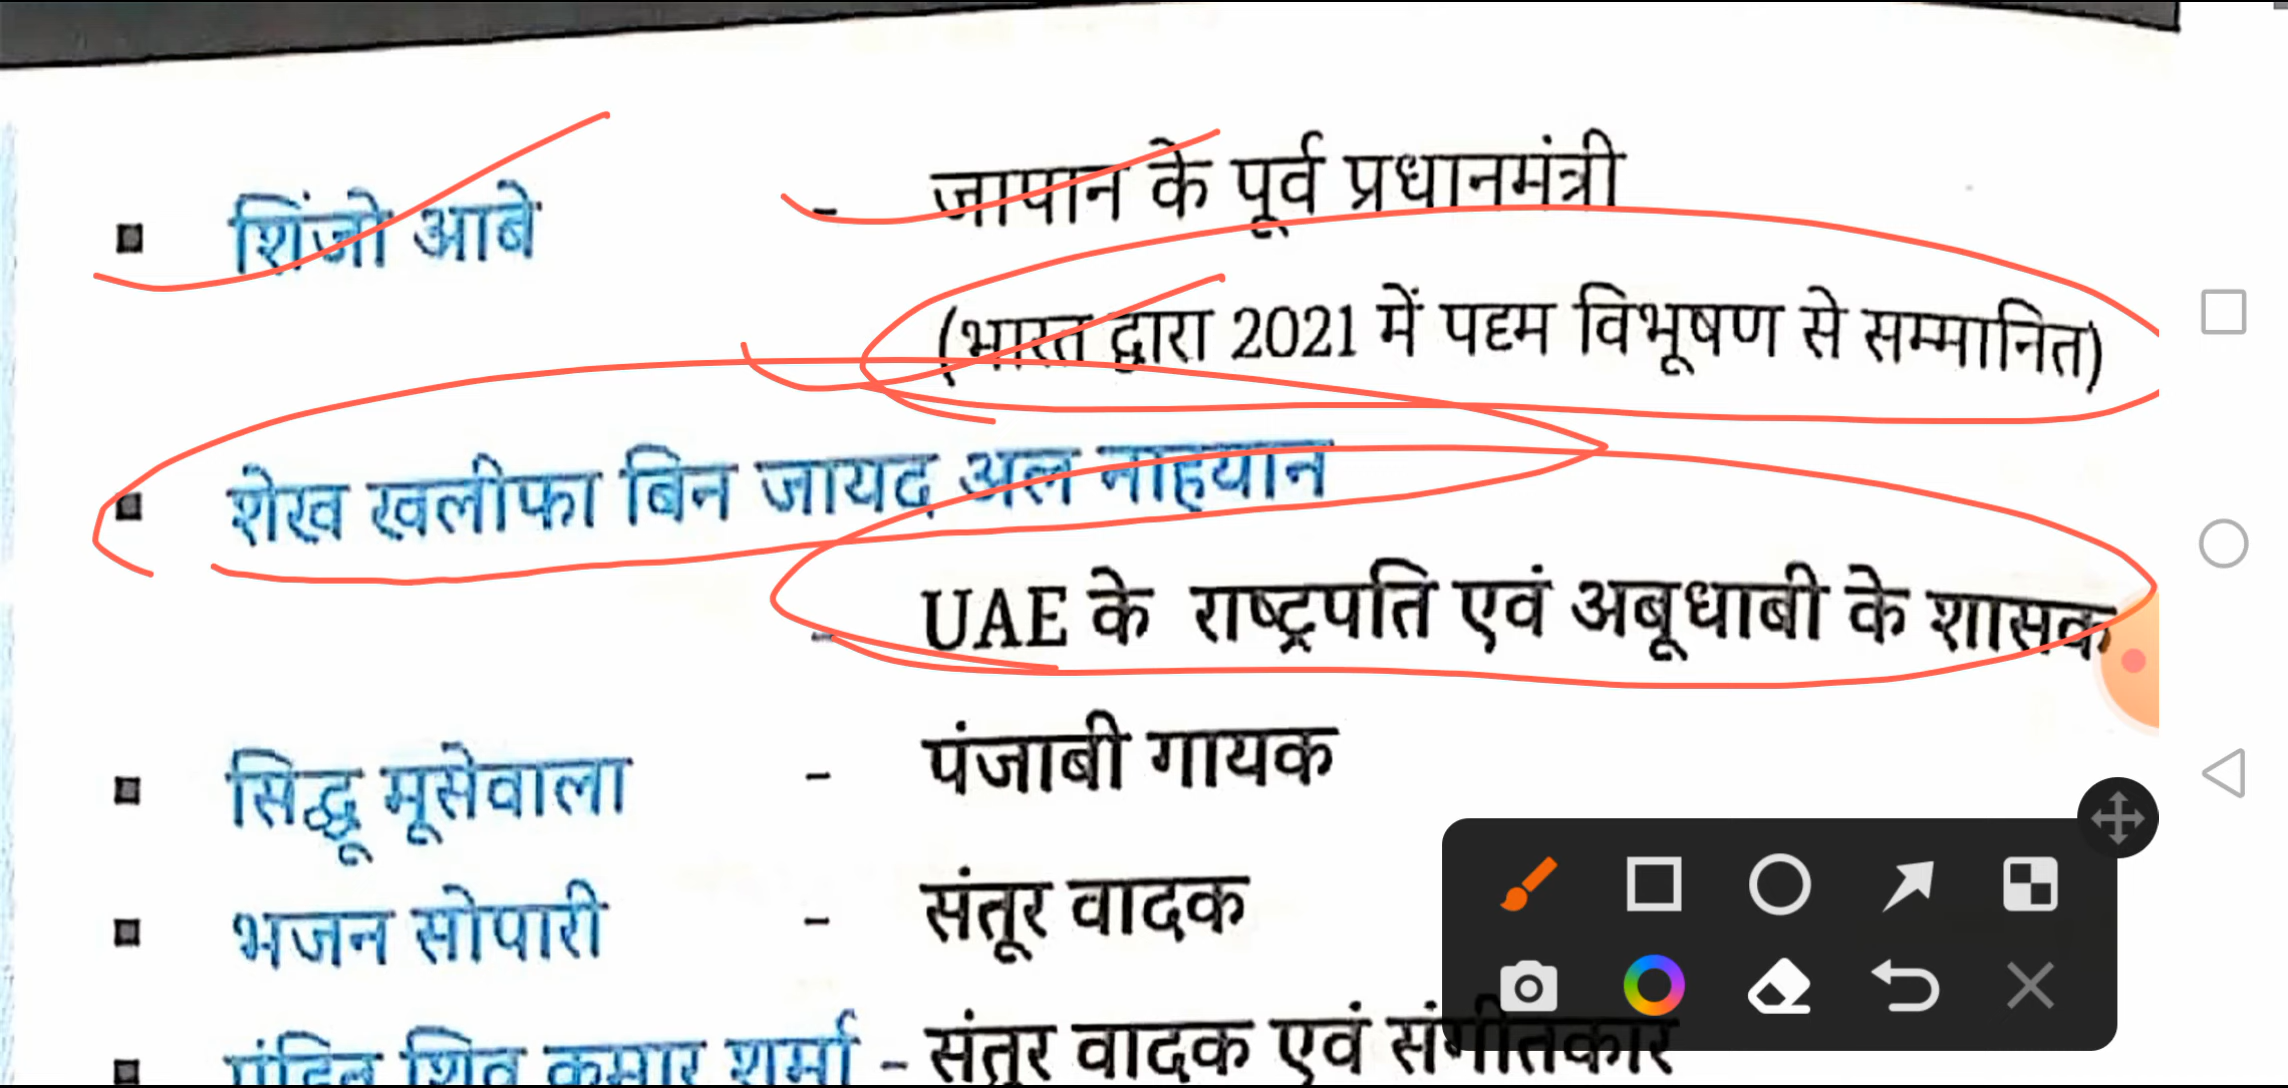 ▪ शिंजो आबे - जापान के पूर्व प्रधानमंत्री
(भारत द्वारा 2021 में पद्म विभूषण से सम्मानित)
▪ शेख खलीफा बिन जायद अल नाहयान
- UAE के राष्ट्रपति एवं अबूधाबी के शासक
▪ सिद्धू मूसेवाला - पंजाबी गायक
▪ भजन सोपारी - संतूर वादक
▪ पंडित शिव कुमार शर्मा - संतूर वादक एवं संगीतकार